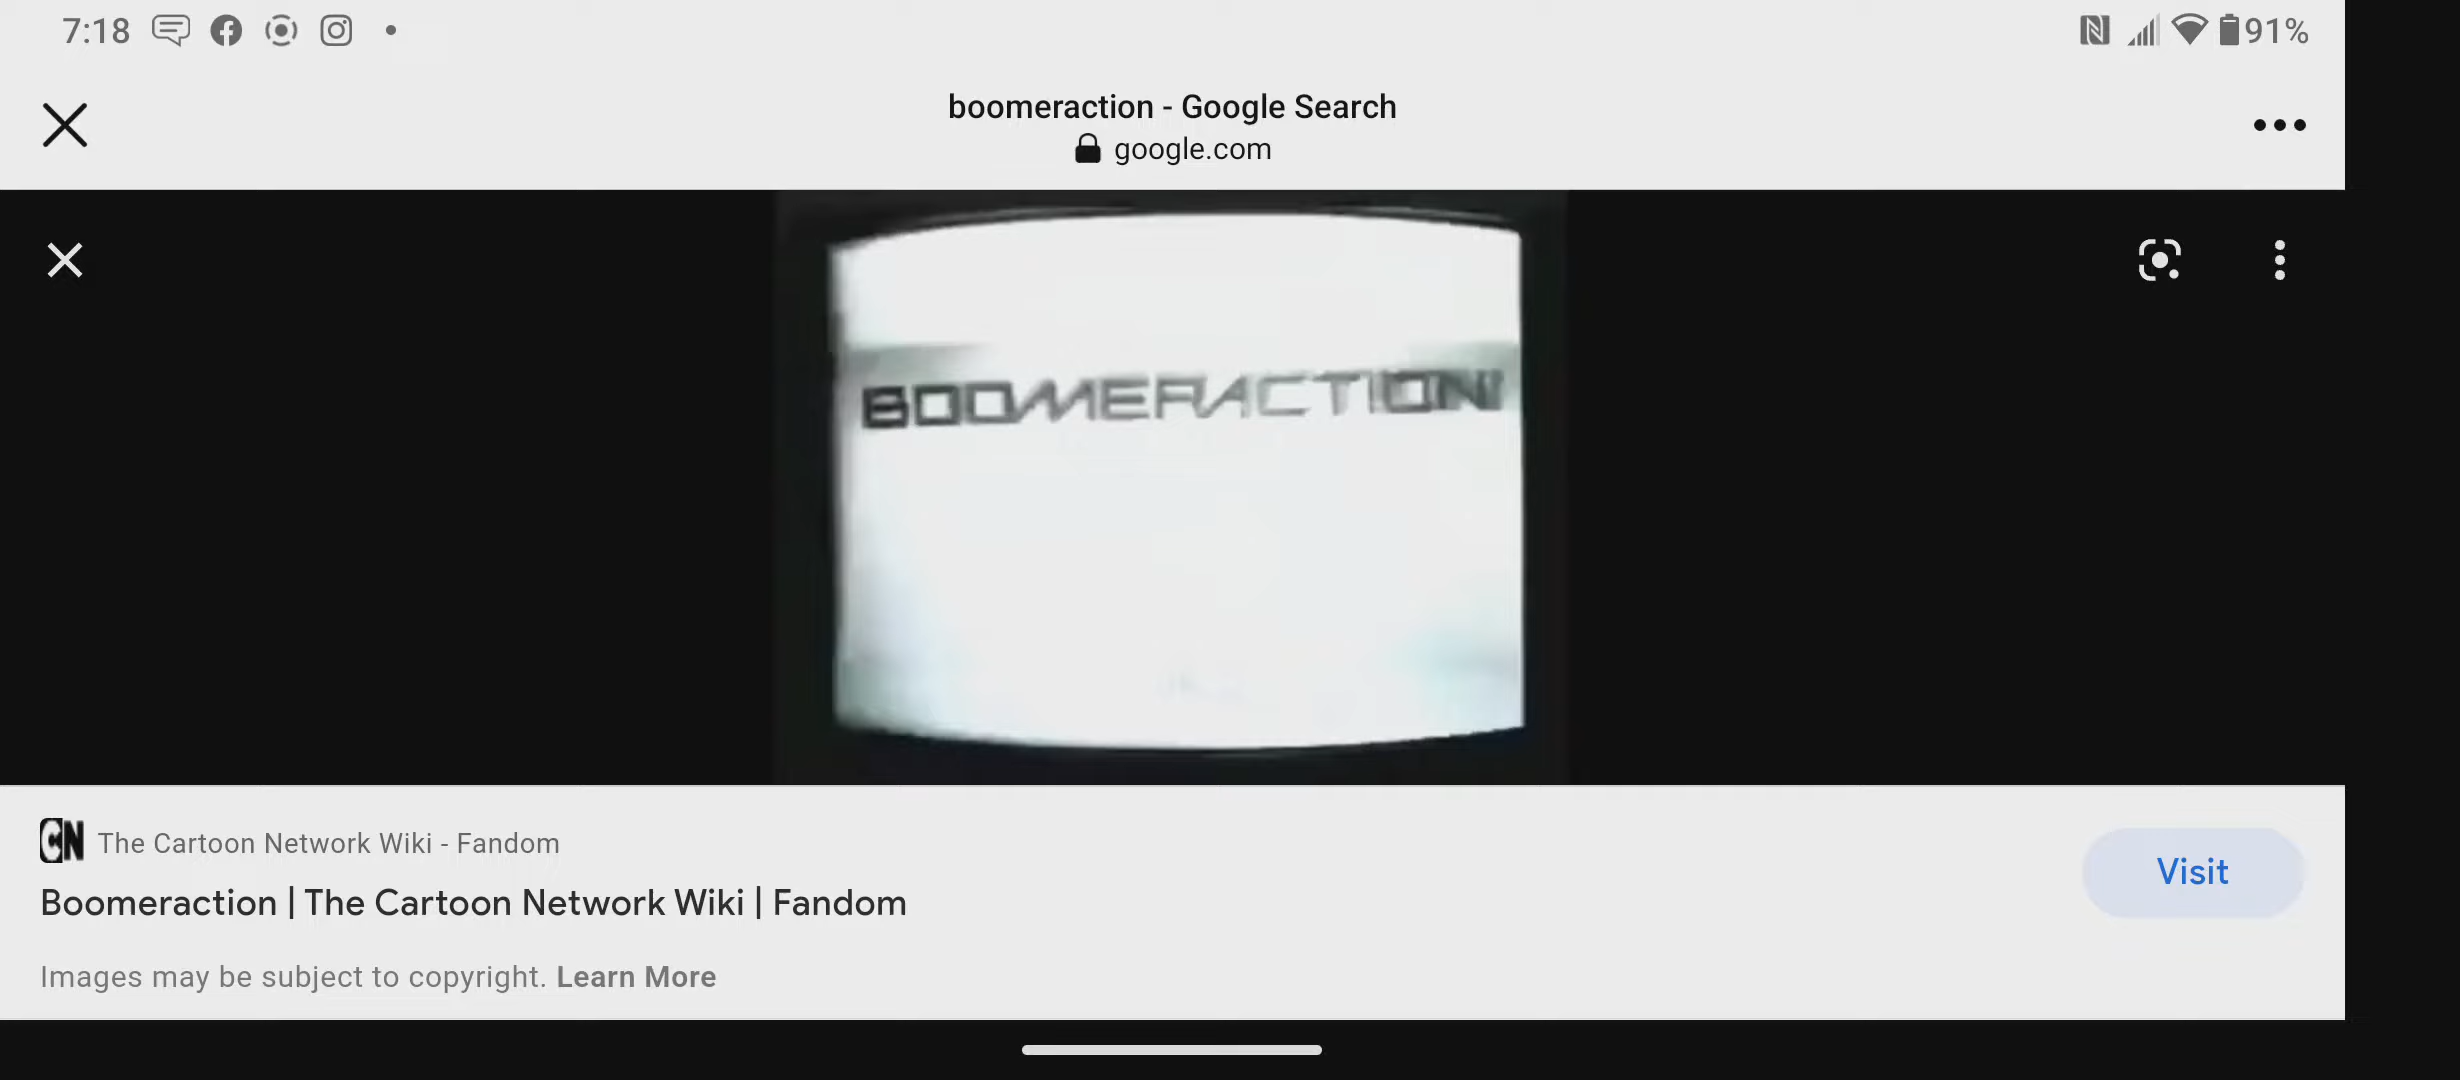 7:18
91%
boomeraction - Google Search
google.com
BOOMERACTION!
CN The Cartoon Network Wiki - Fandom
Boomeraction | The Cartoon Network Wiki | Fandom
Visit
Images may be subject to copyright. Learn More